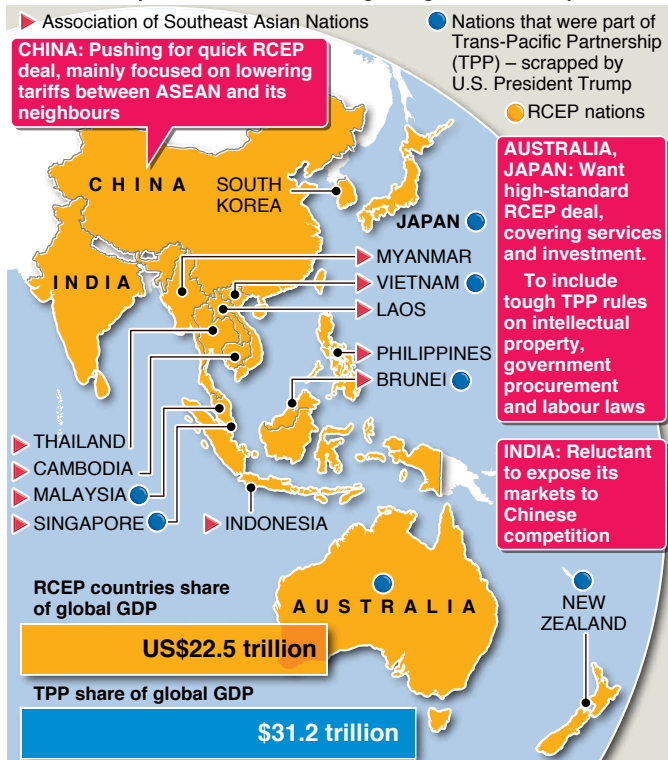 Association of Southeast Asian Nations
Nations that were part of
Trans-Pacific Partnership
(TPP) – scrapped by
U.S. President Trump
RCEP nations
CHINA: Pushing for quick RCEP
deal, mainly focused on lowering
tariffs between ASEAN and its
neighbours
AUSTRALIA,
JAPAN: Want
high-standard
RCEP deal,
covering services
and investment.
To include
tough TPP rules
on intellectual
property,
government
procurement
and labour laws
INDIA: Reluctant
to expose its
markets to
Chinese
competition
CHINA
SOUTH
KOREA
JAPAN
INDIA
MYANMAR
VIETNAM
LAOS
PHILIPPINES
BRUNEI
THAILAND
CAMBODIA
MALAYSIA
SINGAPORE
INDONESIA
AUSTRALIA
NEW
ZEALAND
RCEP countries share
of global GDP
US$22.5 trillion
TPP share of global GDP
$31.2 trillion